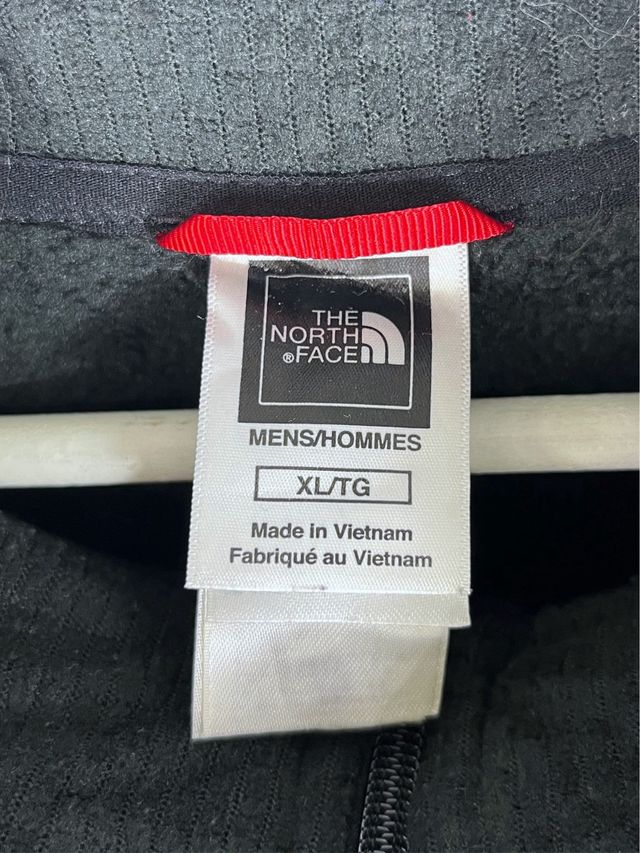 THE
NORTH
®FACE
MENS/HOMMES
XL/TG
Made in Vietnam
Fabriqué au Vietnam